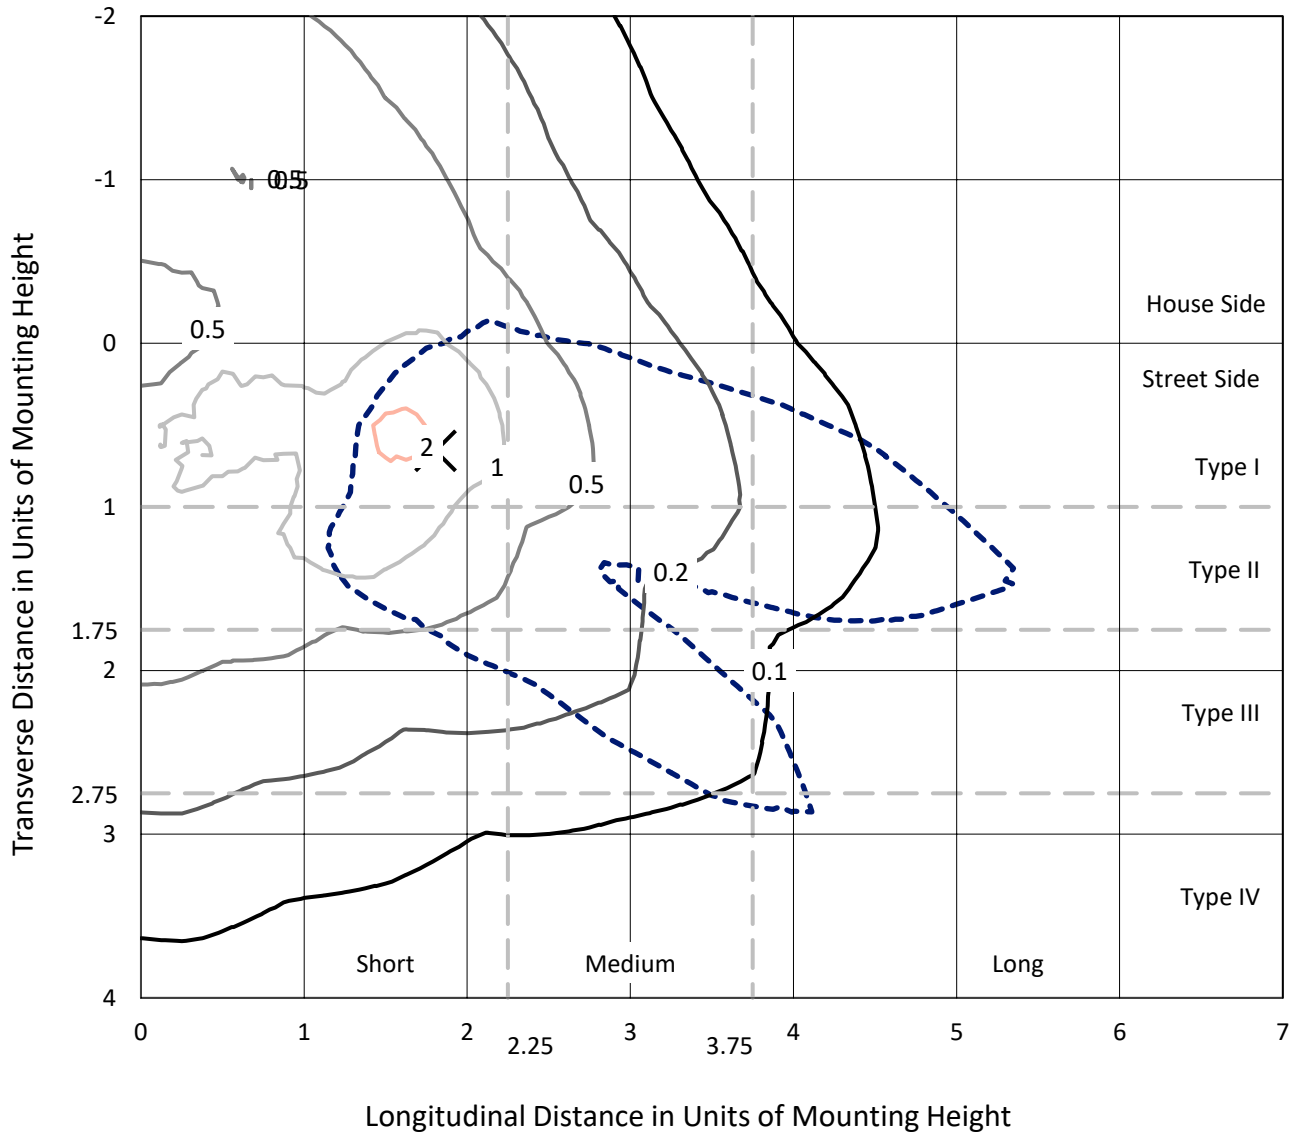 -2
-1
0.5
0.5
House Side
0.5
0
Street Side
2
1
Type I
0.5
1
0.2
Type II
1.75
2
0.1
Type III
2.75
3
Type IV
Short
Medium
Long
4
0
1
2
3
4
5
6
7
2.25
3.75
Transverse Distance in Units of Mounting Height
Longitudinal Distance in Units of Mounting Height